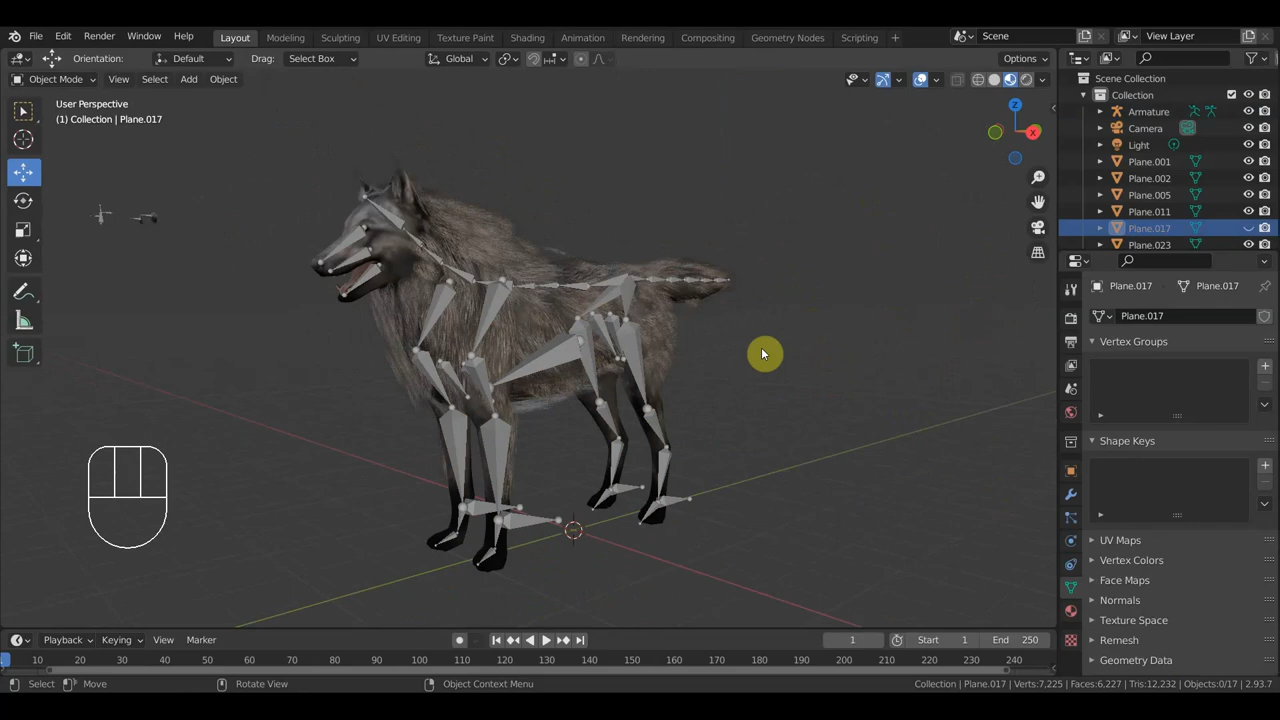 File Edit Render Window Help Layout Modeling Sculpting UV Editing Texture Paint Shading Animation Rendering Compositing Geometry Nodes Scripting + Scene View Layer
Orientation: Default Drag: Select Box Global Options
Object Mode View Select Add Object
Scene Collection
Collection
Armature
Camera
Light
Plane.001
Plane.002
Plane.005
Plane.011
Plane.017
Plane.023
User Perspective
(1) Collection | Plane.017
Z
X
Plane.017 Plane.017
Plane.017
Vertex Groups
Shape Keys
UV Maps
Vertex Colors
Face Maps
Normals
Texture Space
Remesh
Geometry Data
Playback Keying View Marker 1 Start 1 End 250
10 20 30 40 50 60 70 80 90 100 110 120 130 140 150 160 170 180 190 200 210 220 230 240
Select Move Rotate View Object Context Menu Collection | Plane.017 | Verts:7,225 | Faces:6,227 | Tris:12,232 | Objects:0/17 | 2.93.7